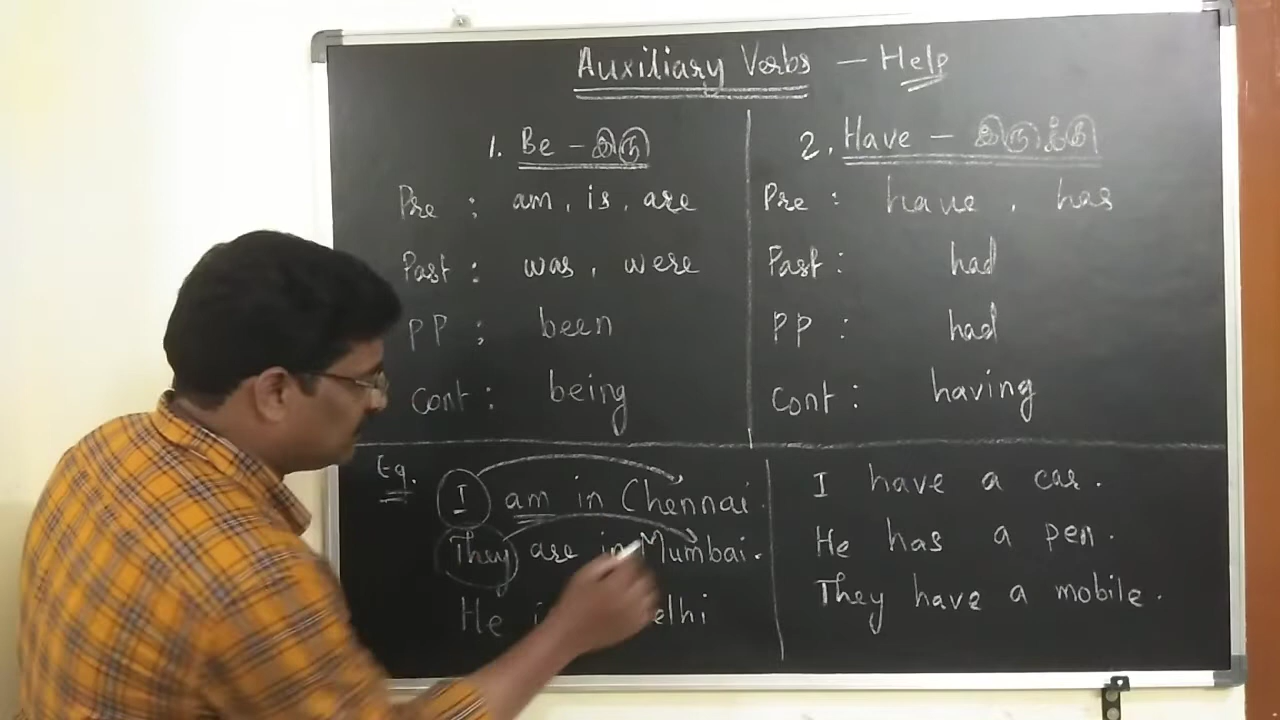 Auxiliary Verbs – Help
1. Be – இரு
Pre : am, is, are
Past : was, were
PP : been
Cont : being
2. Have – இருக்கு
Pre : have, has
Past : had
PP : had
Cont : having
Eg.
I am in Chennai.
They are in Mumbai.
He
I have a car.
He has a pen.
They have a mobile.